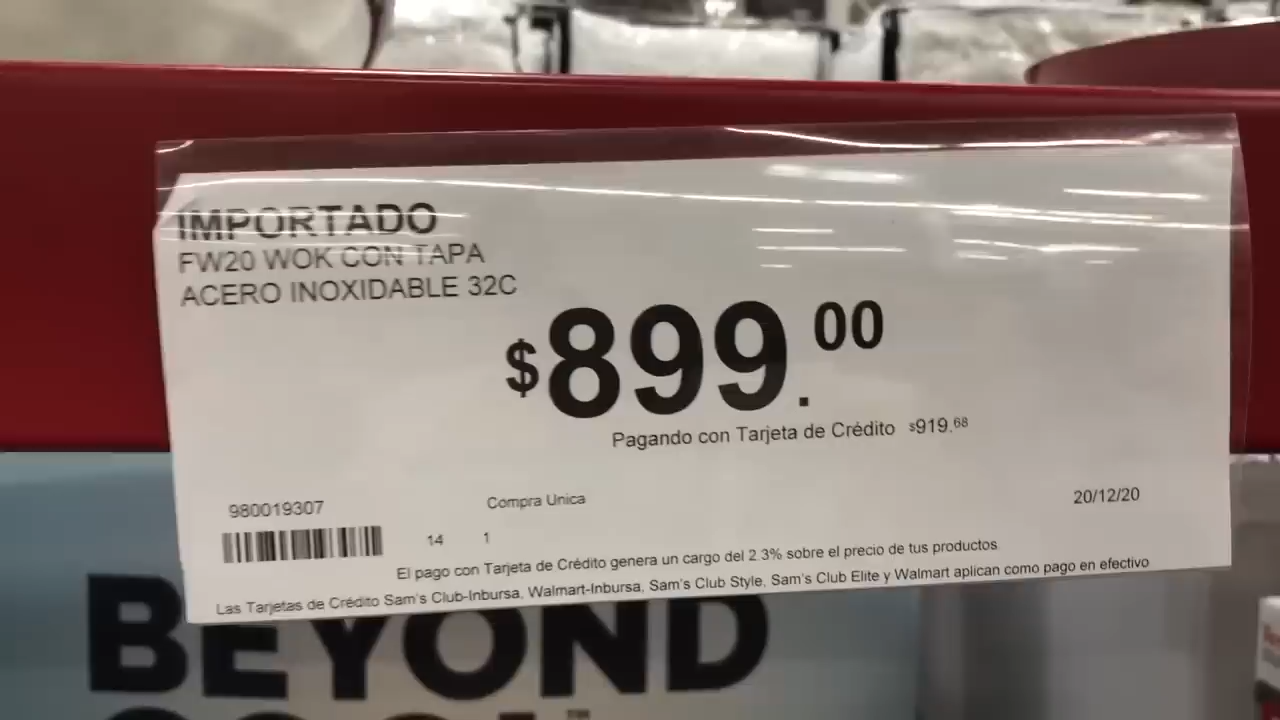 IMPORTADO
FW20 WOK CON TAPA
ACERO INOXIDABLE 32C
$899.00
Pagando con Tarjeta de Crédito $919.68
980019307 Compra Unica 20/12/20
14 1
El pago con Tarjeta de Crédito genera un cargo del 2.3% sobre el precio de tus productos
Las Tarjetas de Crédito Sam's Club-Inbursa, Walmart-Inbursa, Sam's Club Style, Sam's Club Elite y Walmart aplican como pago en efectivo
BEYOND